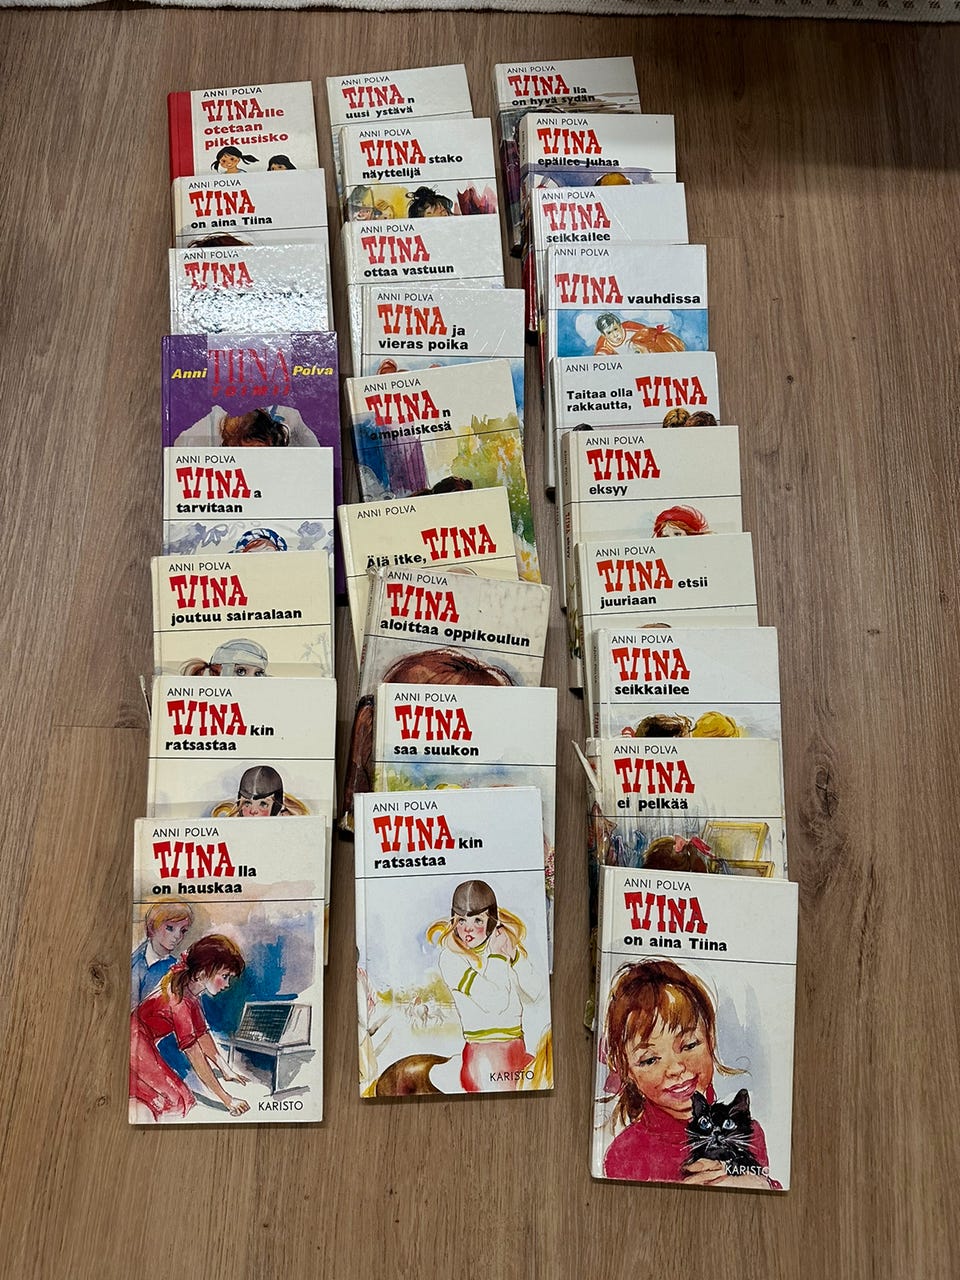 ANNI POLVA
TIINAlle
otetaan
pikkusisko
ANNI POLVA
TIINA
on aina Tiina
ANNI POLVA
TIINA
Anni TIINA Polva
ANNI POLVA
TIINAa
tarvitaan
ANNI POLVA
TIINA
joutuu sairaalaan
ANNI POLVA
TIINAkin
ratsastaa
ANNI POLVA
TIINAlla
on hauskaa
KARISTO
ANNI POLVA
TIINAn
uusi ystävä
ANNI POLVA
TIINAstako
näyttelijä
ANNI POLVA
TIINA
ottaa vastuun
ANNI POLVA
TIINA ja
vieras poika
ANNI POLVA
TIINAn
ampiaiskesä
ANNI POLVA
Älä itke, TIINA
ANNI POLVA
TIINA
aloittaa oppikoulun
ANNI POLVA
TIINA
saa suukon
ANNI POLVA
TIINAkin
ratsastaa
KARISTO
ANNI POLVA
TIINAlla
on hyvä sydän
ANNI POLVA
TIINA
epäilee Juhaa
ANNI POLVA
TIINA
seikkailee
ANNI POLVA
TIINA vauhdissa
ANNI POLVA
Taitaa olla
rakkautta, TIINA
ANNI POLVA
TIINA
eksyy
ANNI POLVA
TIINA etsii
juuriaan
ANNI POLVA
TIINA
seikkailee
ANNI POLVA
TIINA
ei pelkää
ANNI POLVA
TIINA
on aina Tiina
KARISTO